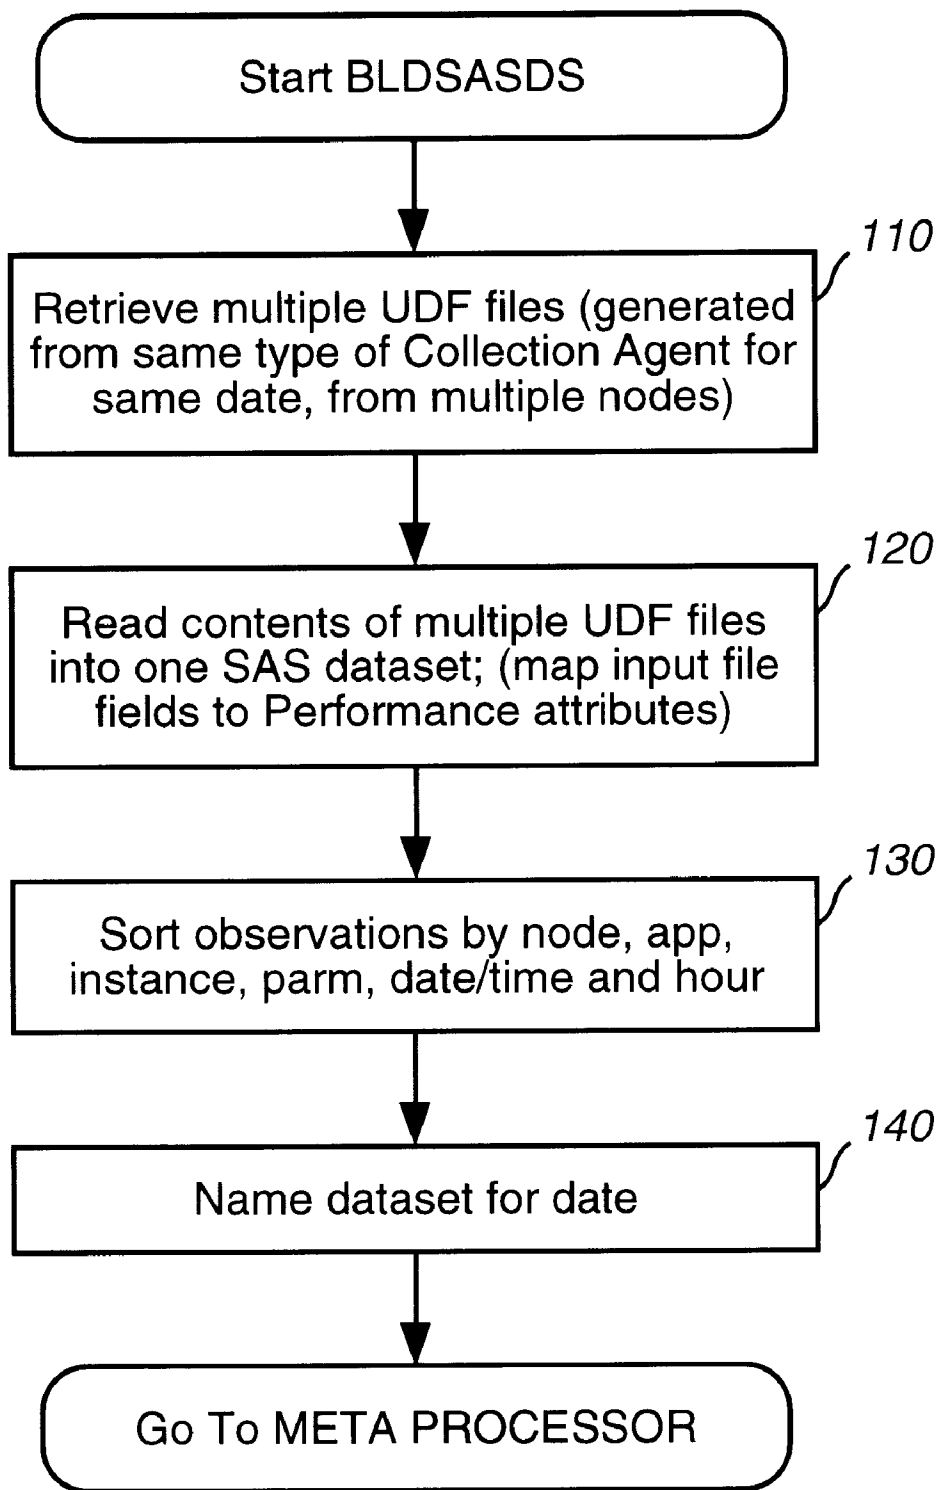 Start BLDSASDS
110
Retrieve multiple UDF files (generated
from same type of Collection Agent for
same date, from multiple nodes)
120
Read contents of multiple UDF files
into one SAS dataset; (map input file
fields to Performance attributes)
130
Sort observations by node, app,
instance, parm, date/time and hour
140
Name dataset for date
Go To META PROCESSOR